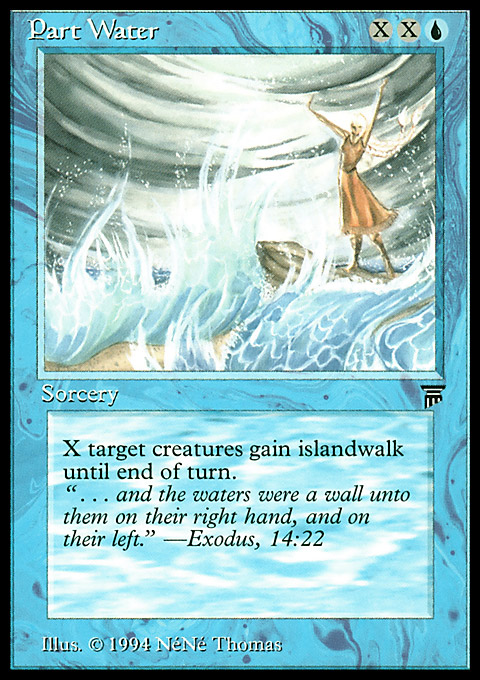 Part Water X X
Sorcery
X target creatures gain islandwalk
until end of turn.
“. . . and the waters were a wall unto
them on their right hand, and on
their left.” —Exodus, 14:22
Illus. © 1994 NéNé Thomas